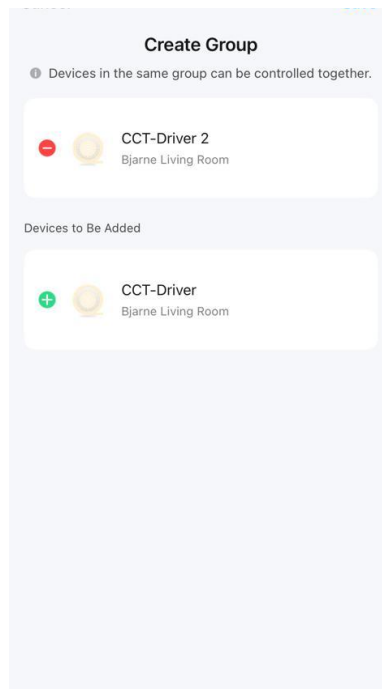 Create Group
Devices in the same group can be controlled together.
CCT-Driver 2
Bjarne Living Room
Devices to Be Added
CCT-Driver
Bjarne Living Room